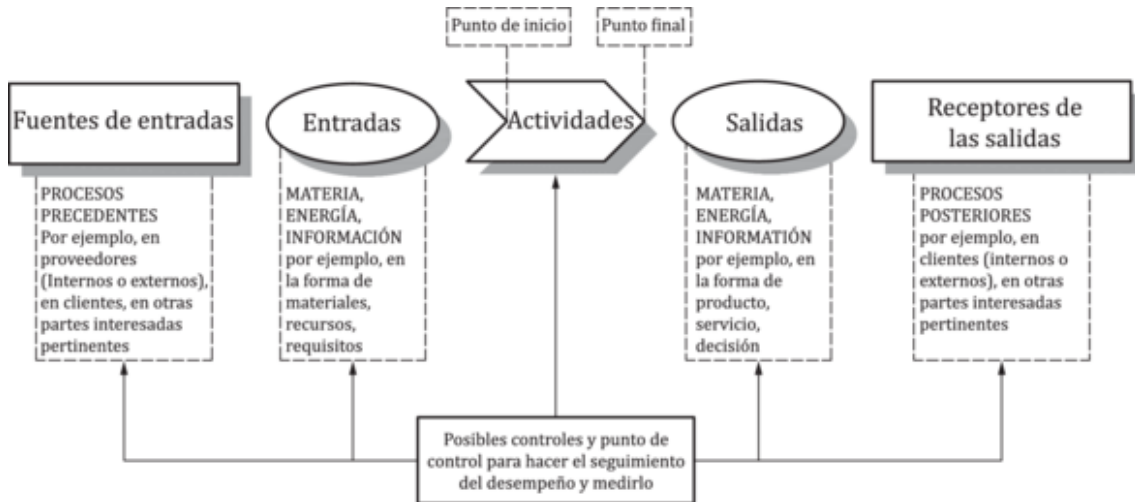 Punto de inicio
Punto final
Fuentes de entradas
Entradas
Actividades
Salidas
Receptores de
las salidas
PROCESOS
PRECEDENTES
Por ejemplo, en
proveedores
(Internos o externos),
en clientes, en otras
partes interesadas
pertinentes
MATERIA,
ENERGÍA,
INFORMACIÓN
por ejemplo, en
la forma de
materiales,
recursos,
requisitos
MATERIA,
ENERGÍA,
INFORMATIÓN
por ejemplo, en
la forma de
producto,
servicio,
decisión
PROCESOS
POSTERIORES
por ejemplo, en
clientes (internos o
externos), en otras
partes interesadas
pertinentes
Posibles controles y punto de
control para hacer el seguimiento
del desempeño y medirlo